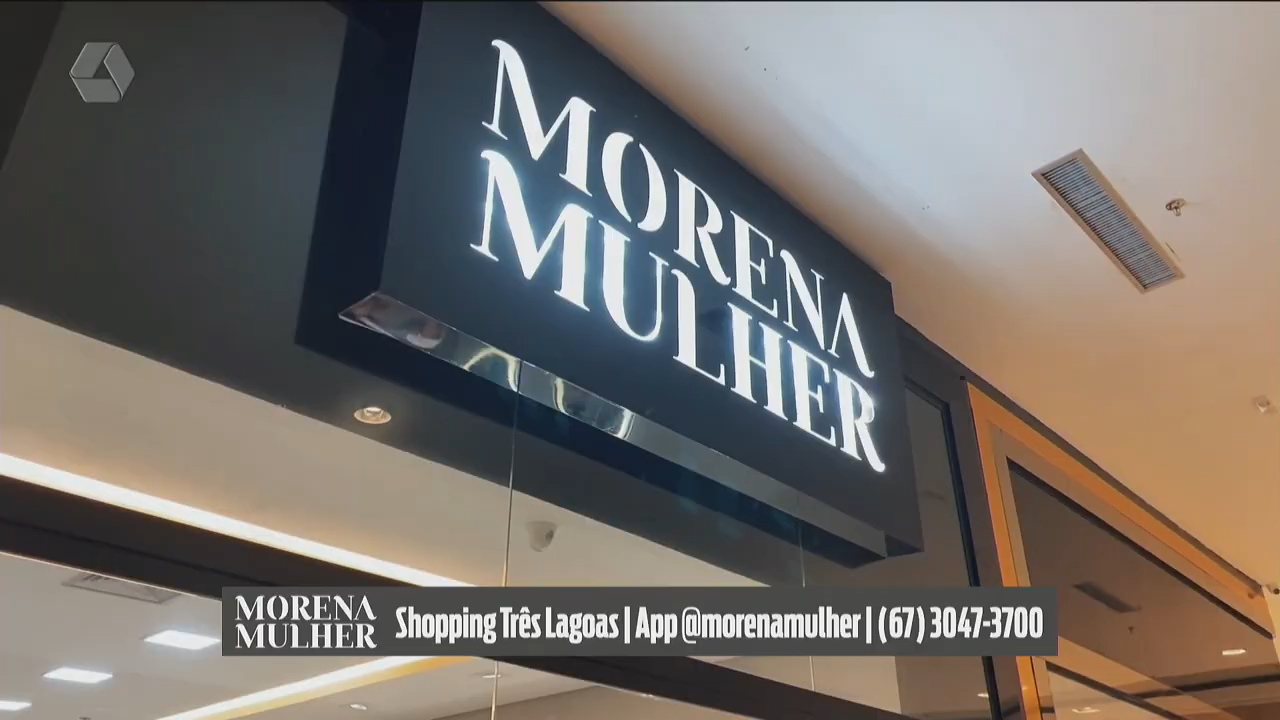 MORENA
MULHER
MORENA
MULHER
Shopping Três Lagoas | App @morenamulher | (67) 3047-3700